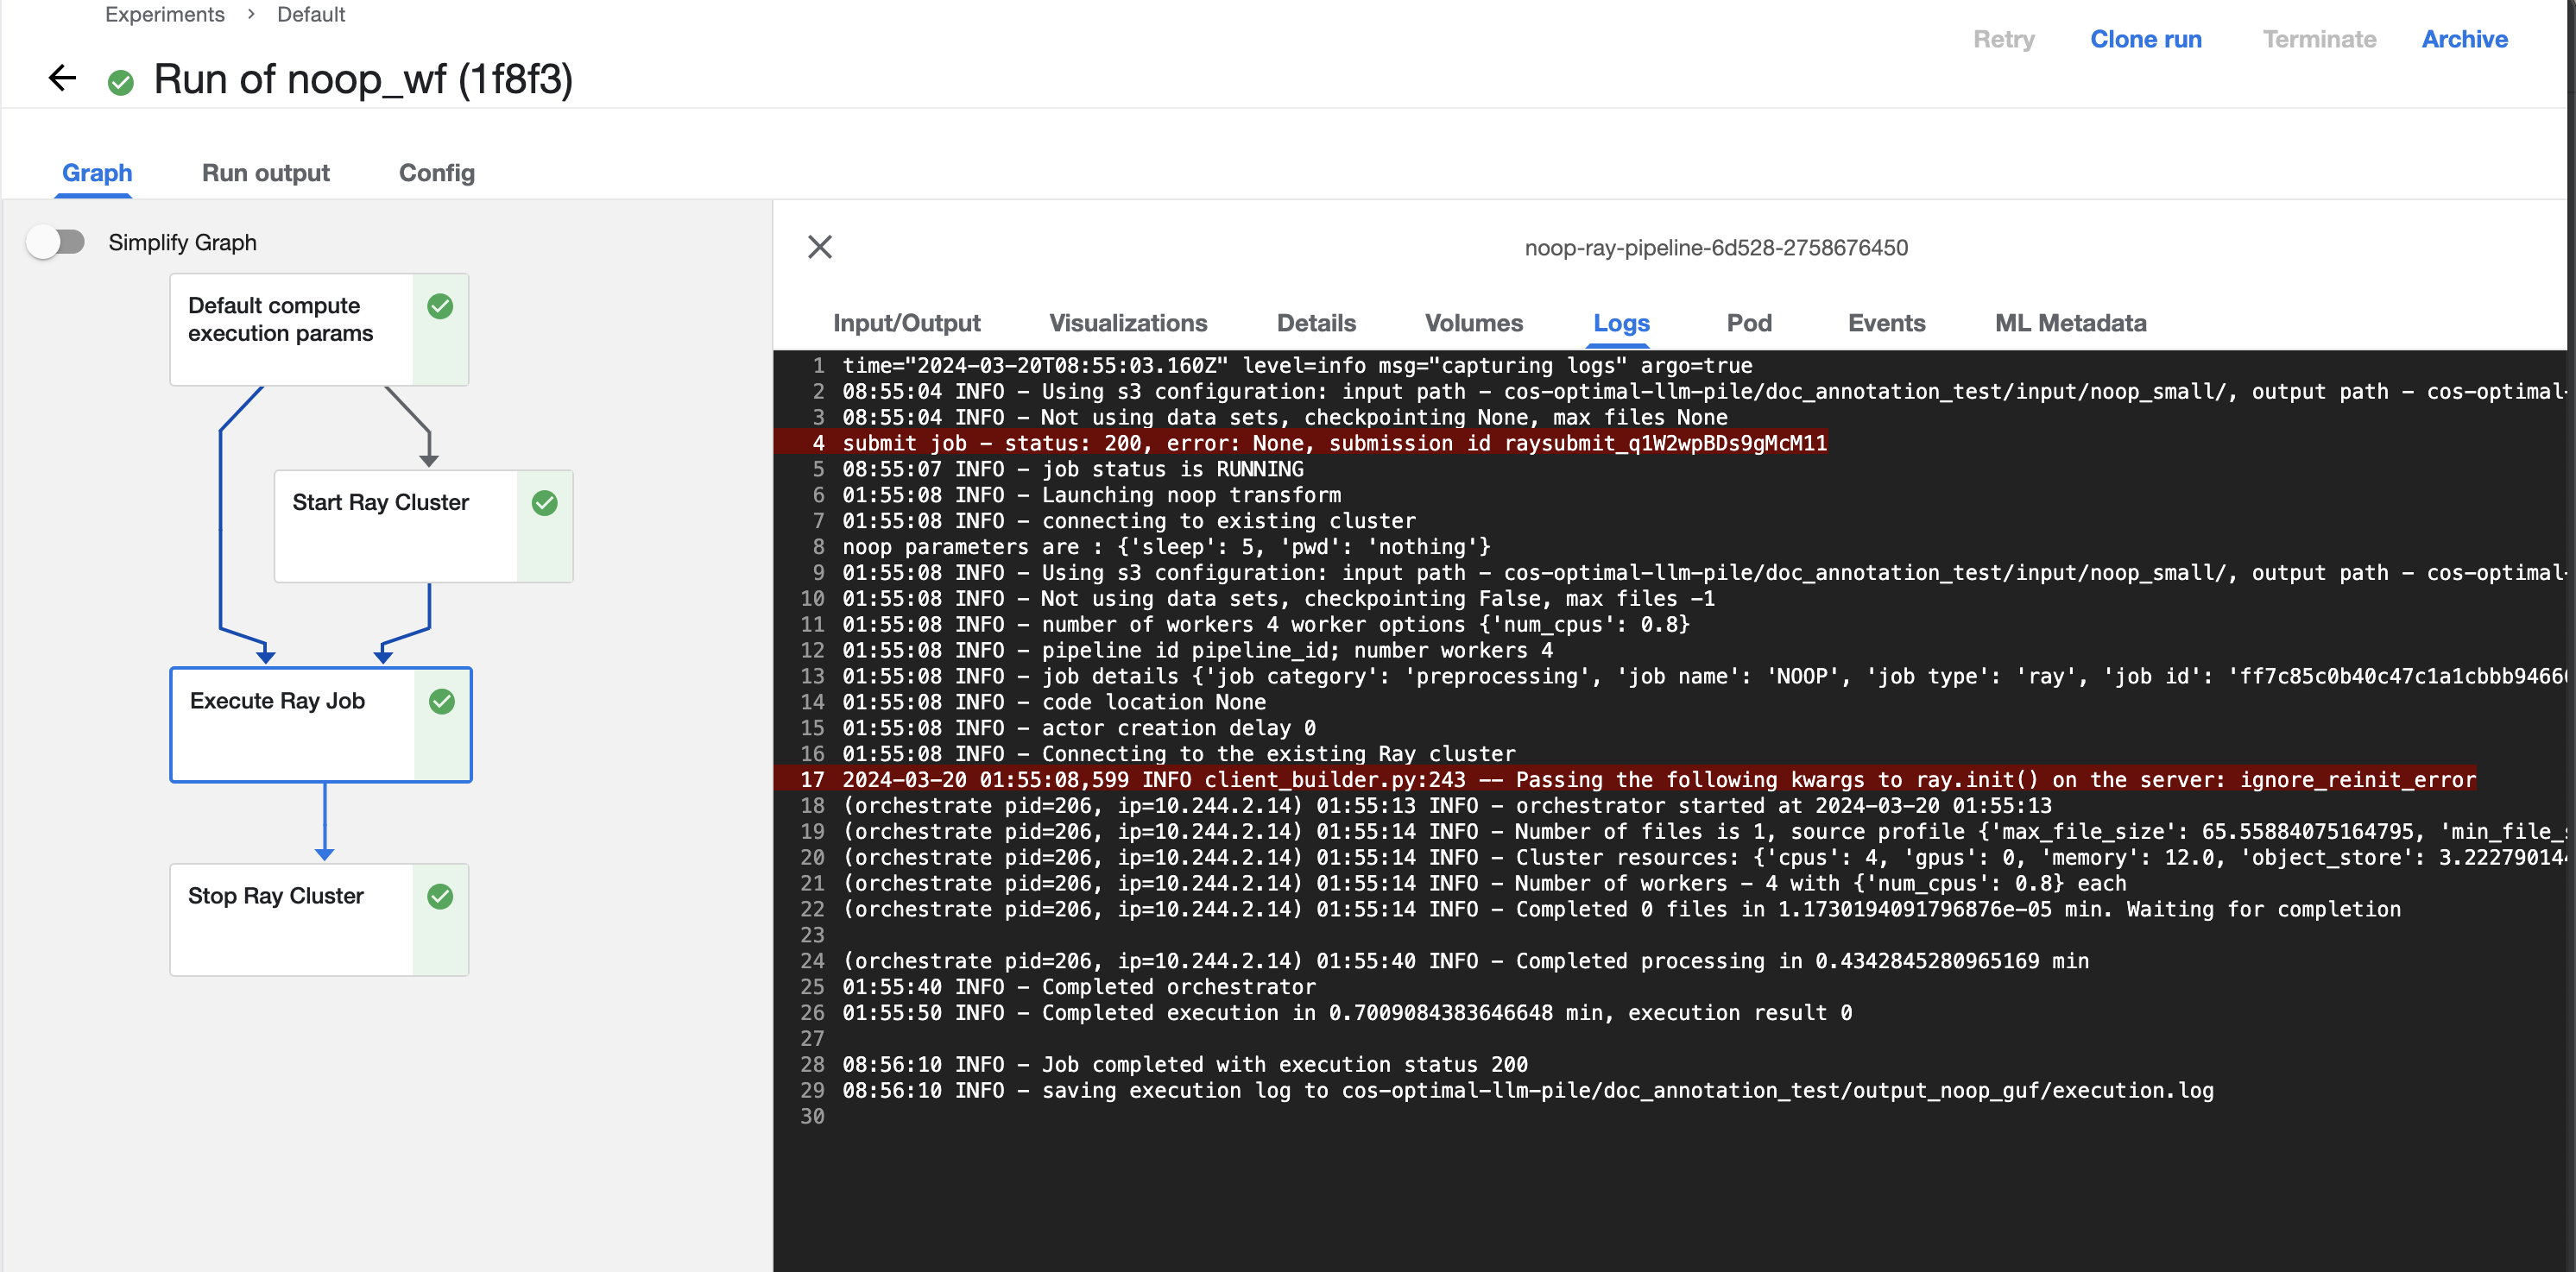 Experiments > Default
Retry
Clone run
Terminate
Archive
Run of noop_wf (1f8f3)
Graph
Run output
Config
Simplify Graph
Default compute
execution params
Start Ray Cluster
Execute Ray Job
Stop Ray Cluster
noop-ray-pipeline-6d528-2758676450
Input/Output
Visualizations
Details
Volumes
Logs
Pod
Events
ML Metadata
1 time="2024-03-20T08:55:03.160Z" level=info msg="capturing logs" argo=true
2 08:55:04 INFO - Using s3 configuration: input path - cos-optimal-llm-pile/doc_annotation_test/input/noop_small/, output path - cos-optimal-
3 08:55:04 INFO - Not using data sets, checkpointing None, max files None
4 submit job - status: 200, error: None, submission id raysubmit_q1W2wpBDs9gMcM11
5 08:55:07 INFO - job status is RUNNING
6 01:55:08 INFO - Launching noop transform
7 01:55:08 INFO - connecting to existing cluster
8 noop parameters are : {'sleep': 5, 'pwd': 'nothing'}
9 01:55:08 INFO - Using s3 configuration: input path - cos-optimal-llm-pile/doc_annotation_test/input/noop_small/, output path - cos-optimal-
10 01:55:08 INFO - Not using data sets, checkpointing False, max files -1
11 01:55:08 INFO - number of workers 4 worker options {'num_cpus': 0.8}
12 01:55:08 INFO - pipeline id pipeline_id; number workers 4
13 01:55:08 INFO - job details {'job category': 'preprocessing', 'job name': 'NOOP', 'job type': 'ray', 'job id': 'ff7c85c0b40c47c1a1cbbb9466
14 01:55:08 INFO - code location None
15 01:55:08 INFO - actor creation delay 0
16 01:55:08 INFO - Connecting to the existing Ray cluster
17 2024-03-20 01:55:08,599 INFO client_builder.py:243 -- Passing the following kwargs to ray.init() on the server: ignore_reinit_error
18 (orchestrate pid=206, ip=10.244.2.14) 01:55:13 INFO - orchestrator started at 2024-03-20 01:55:13
19 (orchestrate pid=206, ip=10.244.2.14) 01:55:14 INFO - Number of files is 1, source profile {'max_file_size': 65.55884075164795, 'min_file_
20 (orchestrate pid=206, ip=10.244.2.14) 01:55:14 INFO - Cluster resources: {'cpus': 4, 'gpus': 0, 'memory': 12.0, 'object_store': 3.222790144
21 (orchestrate pid=206, ip=10.244.2.14) 01:55:14 INFO - Number of workers - 4 with {'num_cpus': 0.8} each
22 (orchestrate pid=206, ip=10.244.2.14) 01:55:14 INFO - Completed 0 files in 1.1730194091796876e-05 min. Waiting for completion
23
24 (orchestrate pid=206, ip=10.244.2.14) 01:55:40 INFO - Completed processing in 0.4342845280965169 min
25 01:55:40 INFO - Completed orchestrator
26 01:55:50 INFO - Completed execution in 0.7009084383646648 min, execution result 0
27
28 08:56:10 INFO - Job completed with execution status 200
29 08:56:10 INFO - saving execution log to cos-optimal-llm-pile/doc_annotation_test/output_noop_guf/execution.log
30